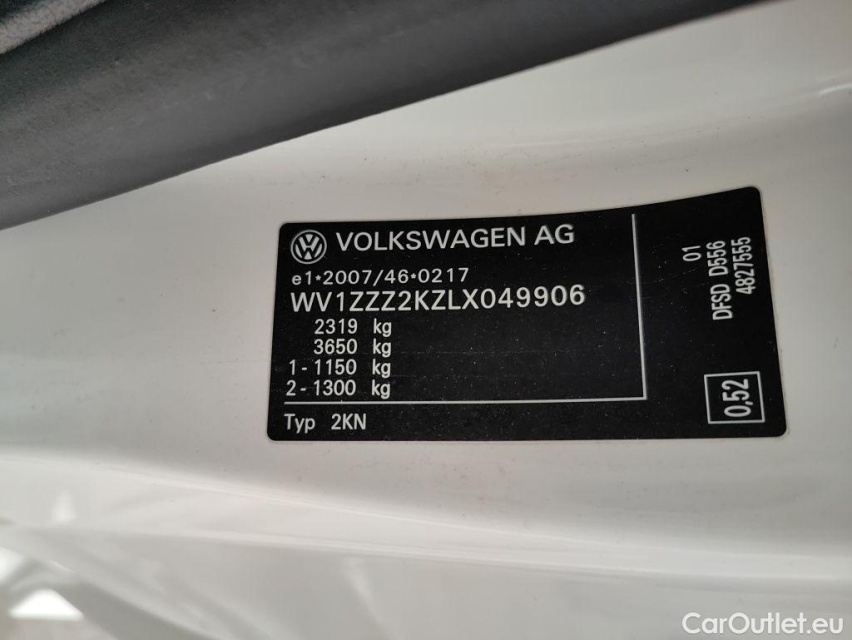 VOLKSWAGEN AG
e1*2007/46*0217
WV1ZZZ2KZLX049906
2319 kg
3650 kg
1 - 1150 kg
2 - 1300 kg
Typ 2KN
01
DFSD D556
4827555
0,52
CarOutlet.eu